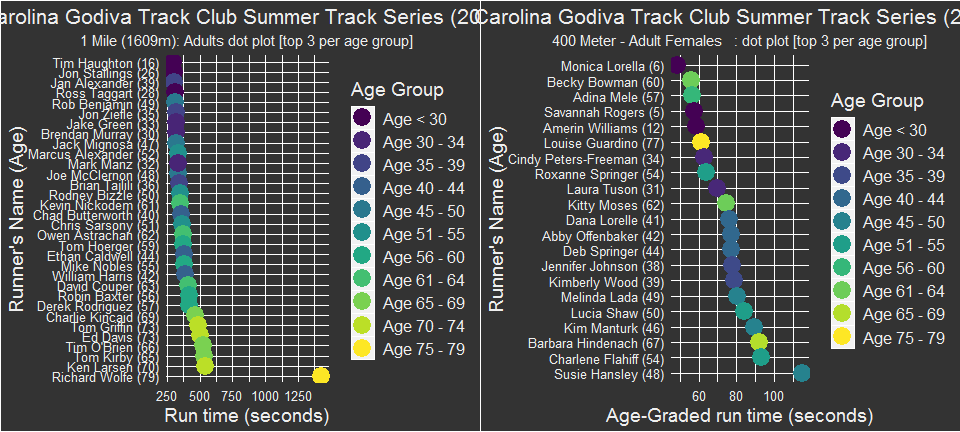 Carolina Godiva Track Club Summer Track Series (20
1 Mile (1609m): Adults dot plot [top 3 per age group]
Runner's Name (Age)
Tim Haughton (16)
Jon Stallings (26)
Jan Alexander (39)
Ross Taggart (28)
Rob Benjamin (49)
Jon Ziefle (35)
Jake Green (33)
Brendan Murray (30)
Jack Mignosa (47)
Marcus Alexander (52)
Mark Manz (32)
Joe McClernon (48)
Brian Tajlili (36)
Rodney Bizzle (50)
Kevin Nickodem (61)
Chad Butterworth (40)
Chris Sarsony (51)
Owen Astrachan (62)
Tom Hoerger (59)
Ethan Caldwell (44)
Mike Nobles (55)
William Harris (42)
David Couper (63)
Robin Baxter (56)
Derek Rodriguez (57)
Charlie Kincaid (69)
Tom Griffin (73)
Ed Davis (73)
Tim O'Brien (66)
Tom Kirby (65)
Ken Larsen (70)
Richard Wolfe (79)
250 500 750 1000 1250
Run time (seconds)
Age Group
Age < 30
Age 30 - 34
Age 35 - 39
Age 40 - 44
Age 45 - 50
Age 51 - 55
Age 56 - 60
Age 61 - 64
Age 65 - 69
Age 70 - 74
Age 75 - 79
Carolina Godiva Track Club Summer Track Series (2
400 Meter - Adult Females : dot plot [top 3 per age group]
Runner's Name (Age)
Monica Lorella (6)
Becky Bowman (60)
Adina Mele (57)
Savannah Rogers (5)
Amerin Williams (12)
Louise Guardino (77)
Cindy Peters-Freeman (34)
Roxanne Springer (54)
Laura Tuson (31)
Kitty Moses (62)
Dana Lorelle (41)
Abby Offenbaker (42)
Deb Springer (44)
Jennifer Johnson (38)
Kimberly Wood (39)
Melinda Lada (49)
Lucia Shaw (50)
Kim Manturk (46)
Barbara Hindenach (67)
Charlene Flahiff (54)
Susie Hansley (48)
60 80 100
Age-Graded run time (seconds)
Age Group
Age < 30
Age 30 - 34
Age 35 - 39
Age 40 - 44
Age 45 - 50
Age 51 - 55
Age 56 - 60
Age 61 - 64
Age 65 - 69
Age 75 - 79